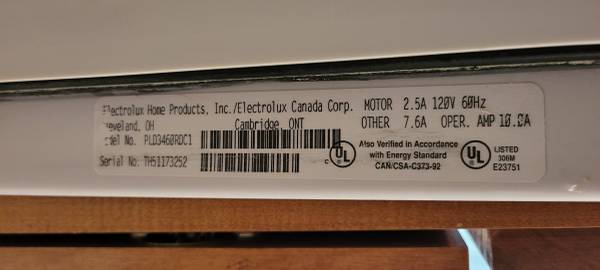 Electrolux Home Products, Inc./Electrolux Canada Corp. MOTOR 2.5A 120V 60Hz
eveland, OH Cambridge, ONT OTHER 7.6A OPER. AMP 10.0A
del No. PLD3460RDC1
Serial No. TH51173252
C UL
Also Verified in Accordance
with Energy Standard
CAN/CSA-C373-92
UL
LISTED
306M
E23751